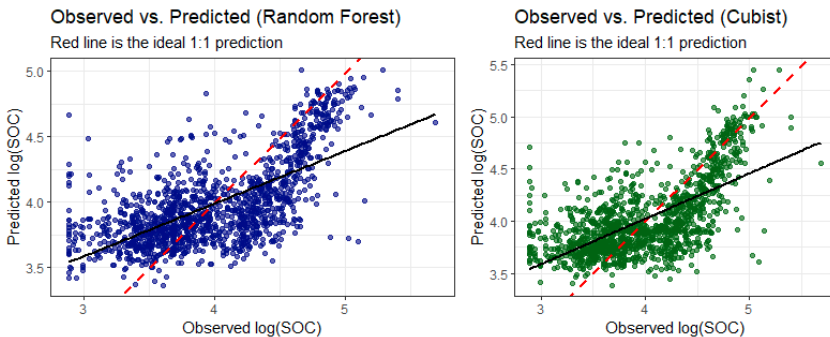 Observed vs. Predicted (Random Forest)
Red line is the ideal 1:1 prediction
5.0
4.5
4.0
3.5
Predicted log(SOC)
3
4
5
Observed log(SOC)
Observed vs. Predicted (Cubist)
Red line is the ideal 1:1 prediction
5.5
5.0
4.5
4.0
3.5
Predicted log(SOC)
3
4
5
Observed log(SOC)